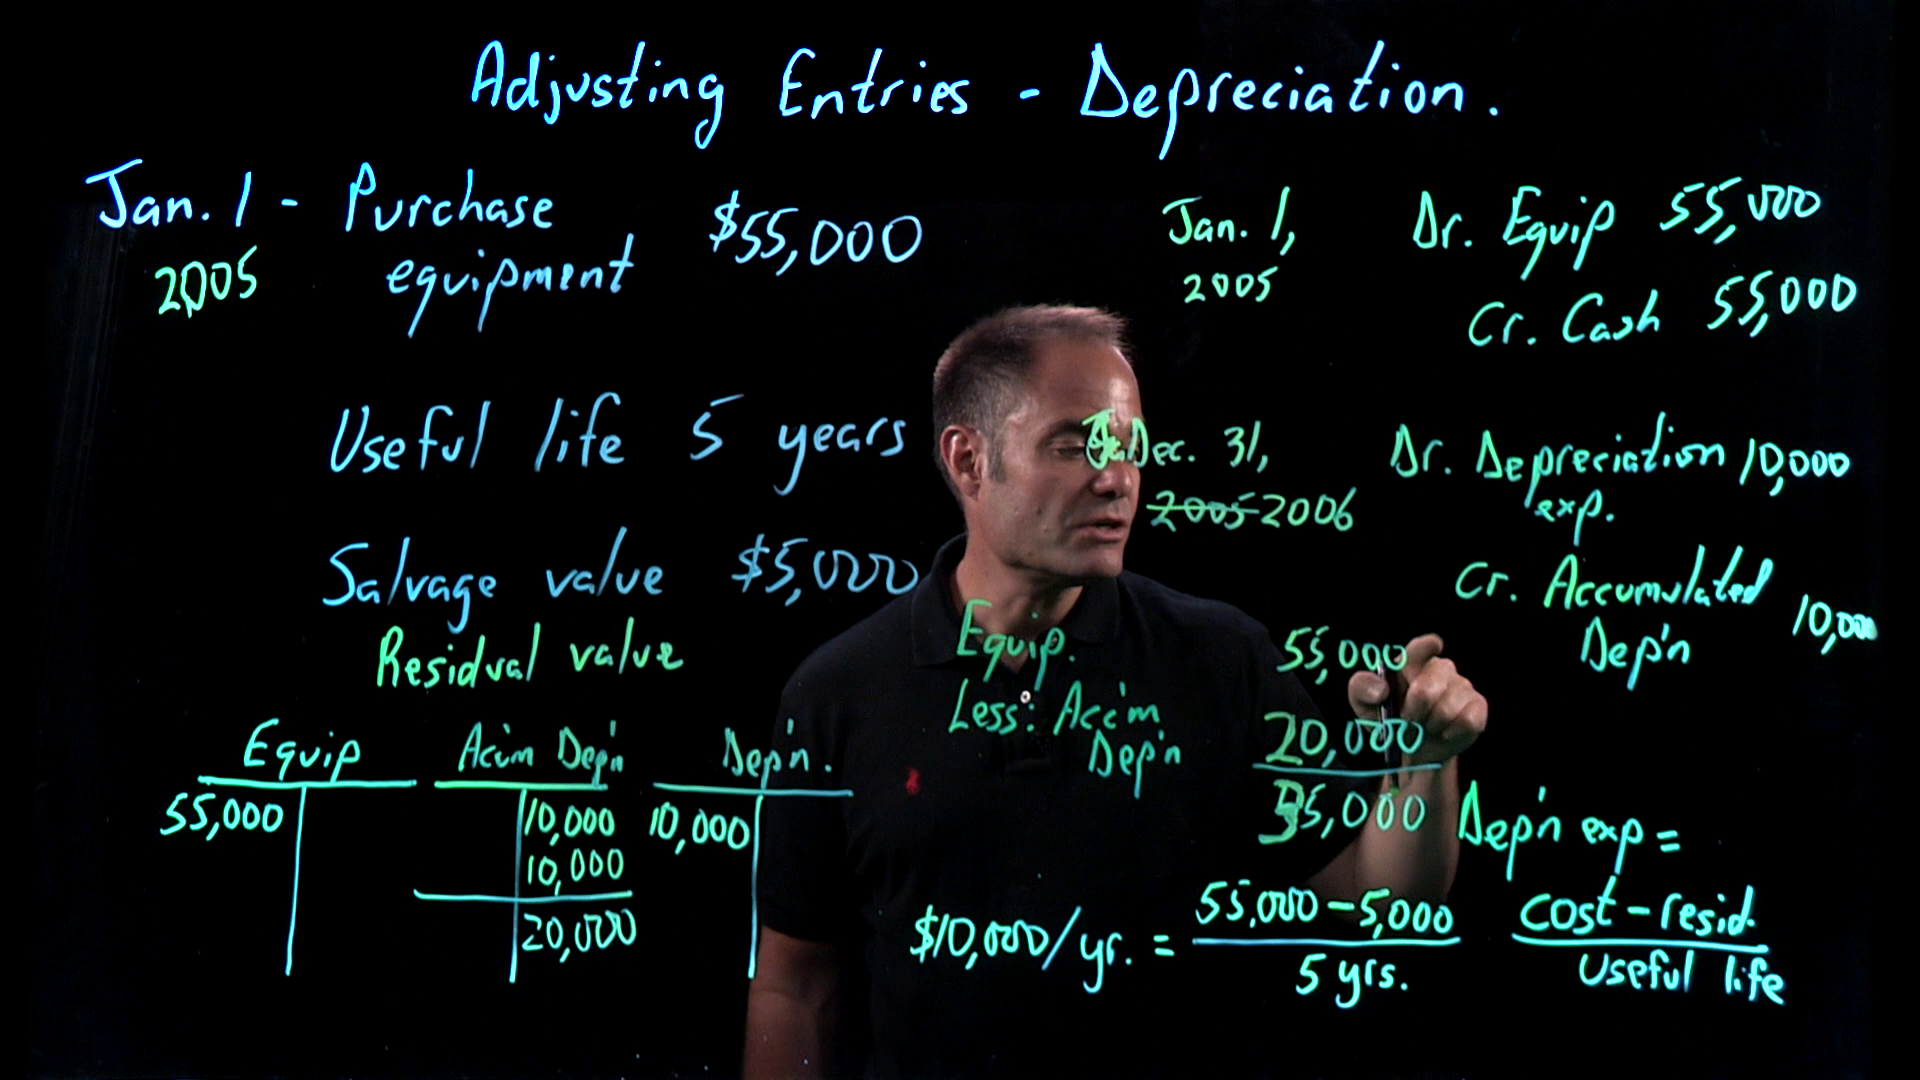 Adjusting Entries - Depreciation.
Jan. 1 - Purchase
2005 equipment $55,000
Useful life 5 years
Salvage value $5,000
Residual value
Jan. 1,
2005
Dr. Equip 55,000
Cr. Cash 55,000
Dec. 31,
2005 2006
Dr. Depreciation 10,000
exp.
Cr. Accumulated
Dep'n 10,000
Equip. 55,000
Less: Acc'm
Dep'n 20,000
35,000
Equip
55,000
Accm Dep'n
10,000
10,000
20,000
Dep'n.
10,000
Dep'n exp =
cost - resid.
Useful life
$10,000/yr. = 55,000 - 5,000
5 yrs.